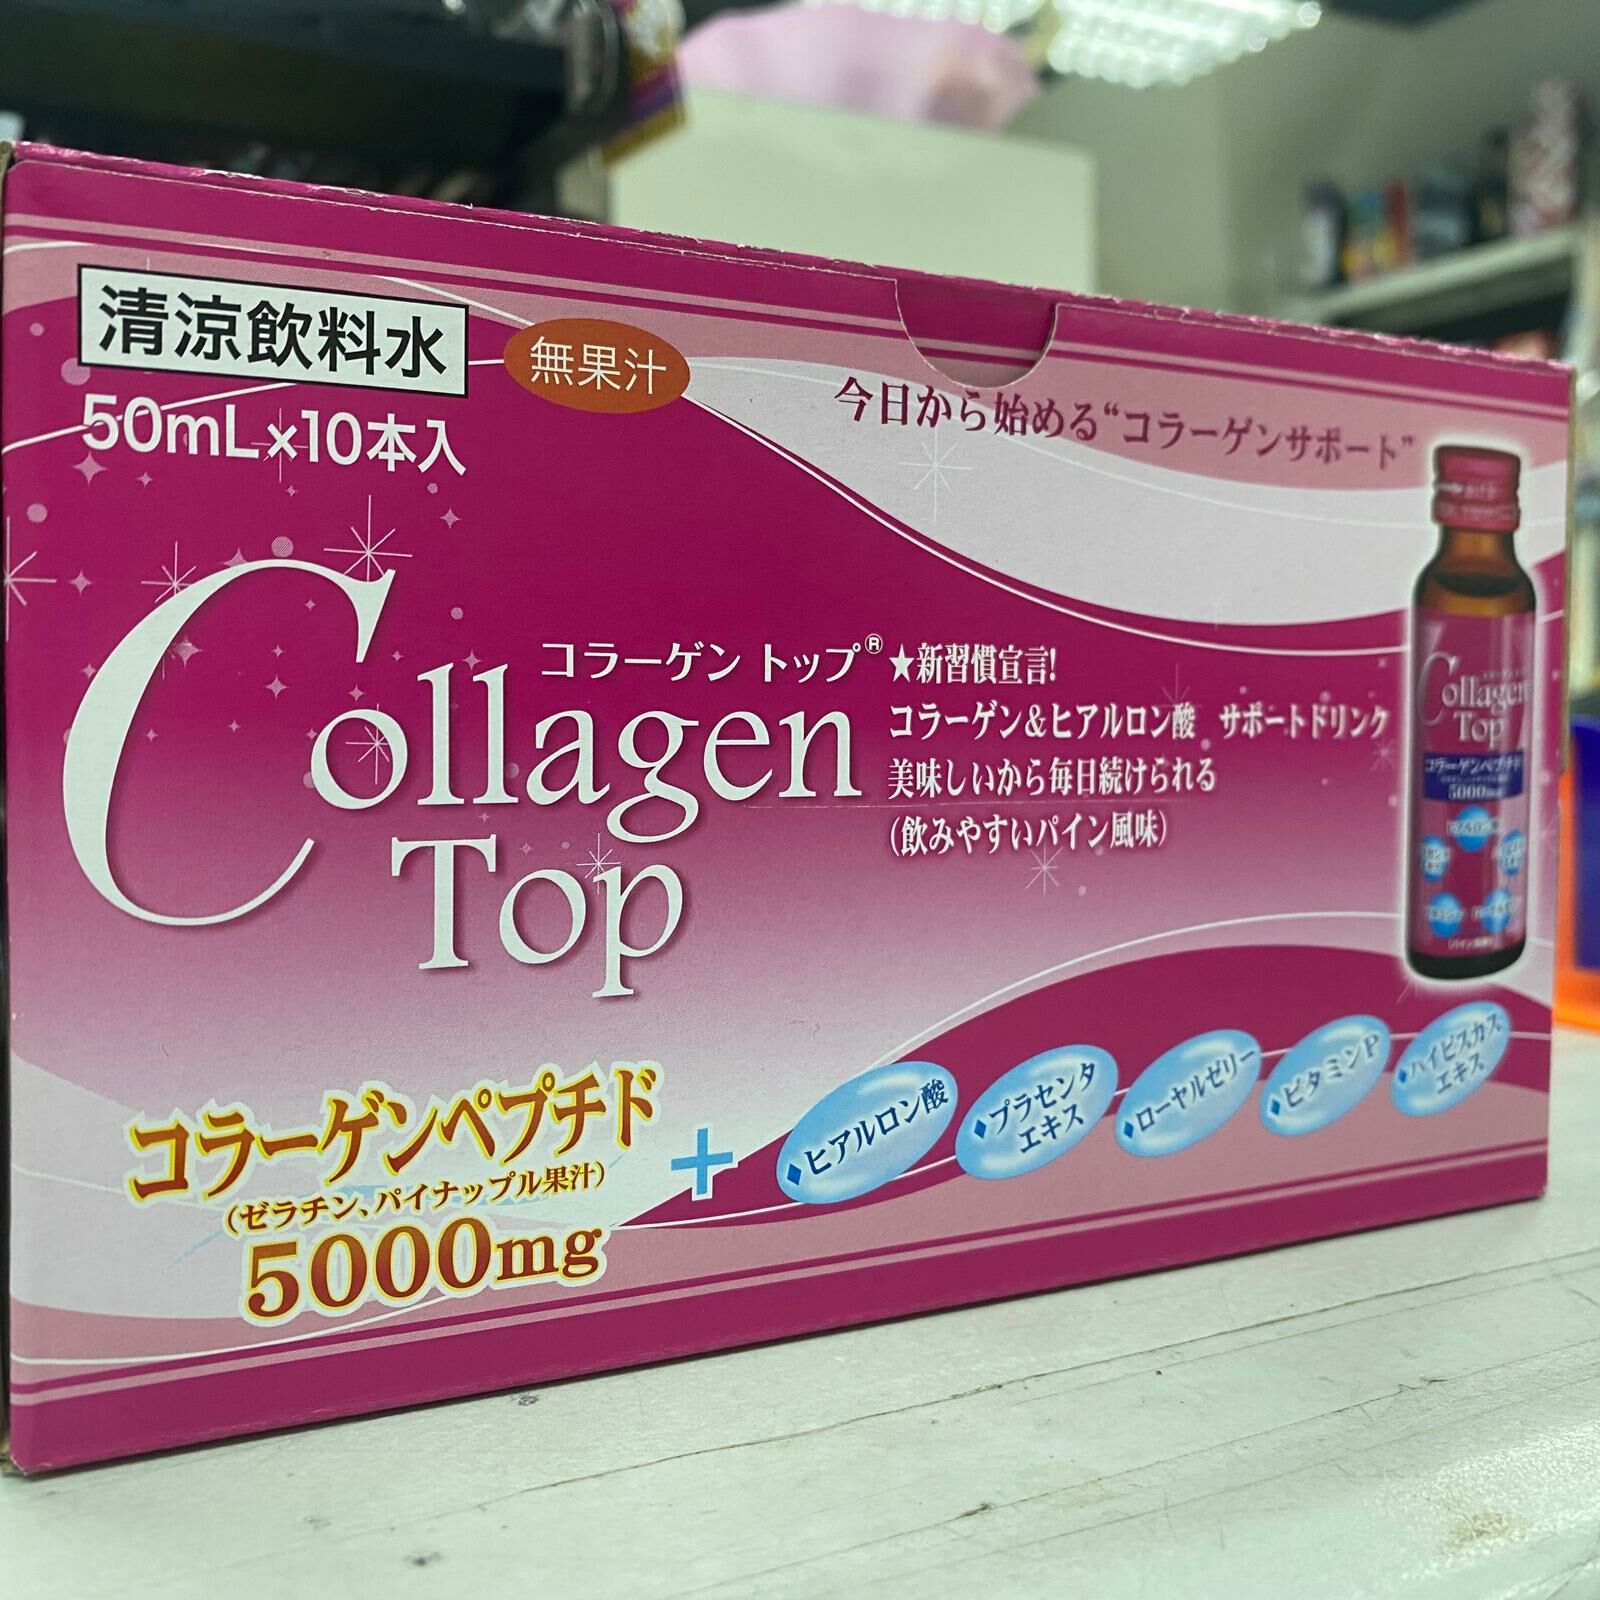 清涼飲料水
無果汁
50mL×10本入
今日から始める“コラーゲンサポート”
コラーゲン トップ®
Collagen
Top
★新習慣宣言!
コラーゲン&ヒアルロン酸 サポートドリンク
美味しいから毎日続けられる
(飲みやすいパイン風味)
コラーゲンペプチド
(ゼラチン、パイナップル果汁)
5000mg
+
◆ヒアルロン酸
◆プラセンタ
エキス
◆ローヤルゼリー
◆ビタミンP
◆ハイビスカス
エキス
Collagen
Top
コラーゲンペプチド
5000mg
ヒアルロン酸